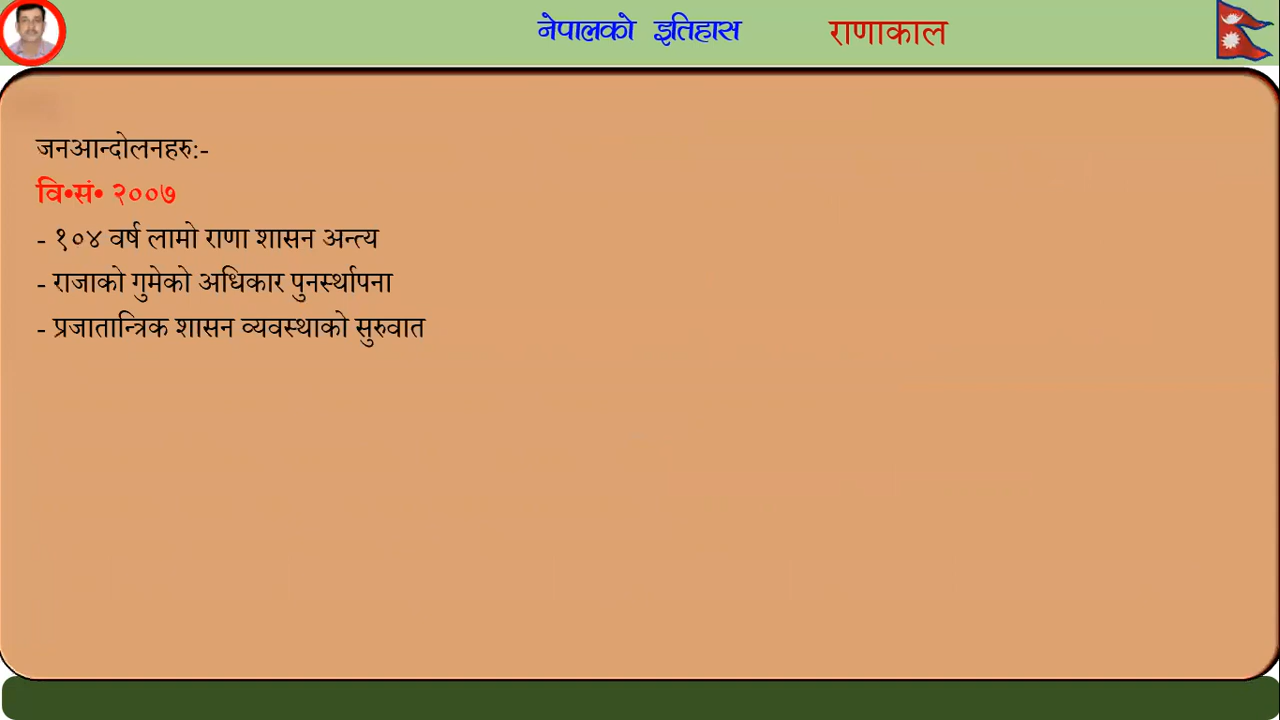 नेपालको इतिहास राणाकाल
जनआन्दोलनहरु:-
वि•सं• २००७
- १०४ वर्ष लामो राणा शासन अन्त्य
- राजाको गुमेको अधिकार पुनर्स्थापना
- प्रजातान्त्रिक शासन व्यवस्थाको सुरुवात